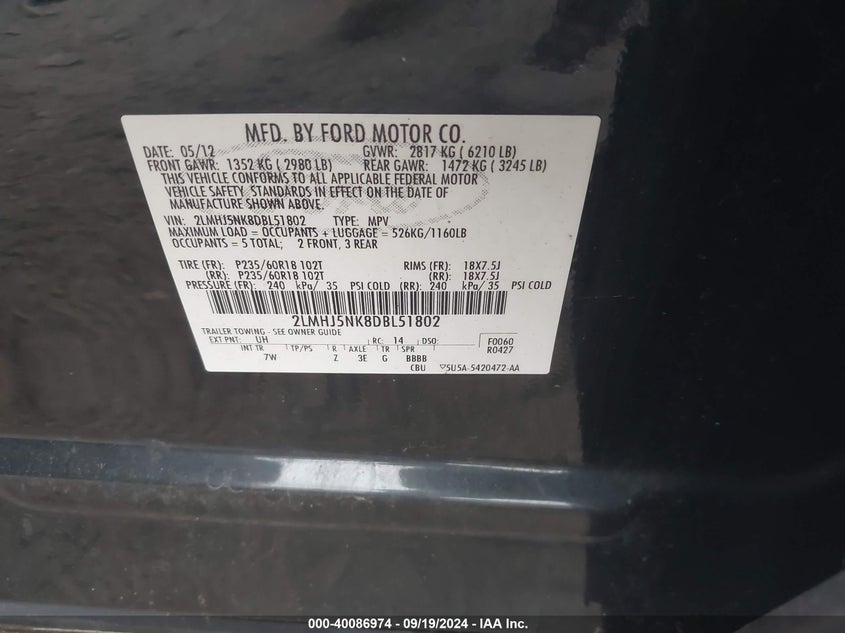 MFD. BY FORD MOTOR CO.
DATE: 05/12 GVWR: 2817 KG ( 6210 LB)
FRONT GAWR: 1352 KG ( 2980 LB) REAR GAWR: 1472 KG ( 3245 LB)
THIS VEHICLE CONFORMS TO ALL APPLICABLE FEDERAL MOTOR
VEHICLE SAFETY STANDARDS IN EFFECT ON THE DATE OF
MANUFACTURE SHOWN ABOVE.
VIN: 2LMHJ5NK8DBL51802 TYPE: MPV
MAXIMUM LOAD = OCCUPANTS + LUGGAGE = 526KG/1160LB
OCCUPANTS = 5 TOTAL; 2 FRONT, 3 REAR
TIRE (FR): P235/60R18 102T RIMS (FR): 18X7.5J
(RR): P235/60R18 102T (RR): 18X7.5J
PRESSURE (FR): 240 kPa/ 35 PSI COLD (RR): 240 kPa/ 35 PSI COLD
2LMHJ5NK8DBL51802
TRAILER TOWING - SEE OWNER GUIDE
EXT PNT: UH RC: 14 DSO: F0060
R0427
INT TR TP/PS R AXLE TR SPR
7W Z 3E G BBBB
CBU 5U5A-5420472-AA
000-40086974 - 09/19/2024 - IAA Inc.